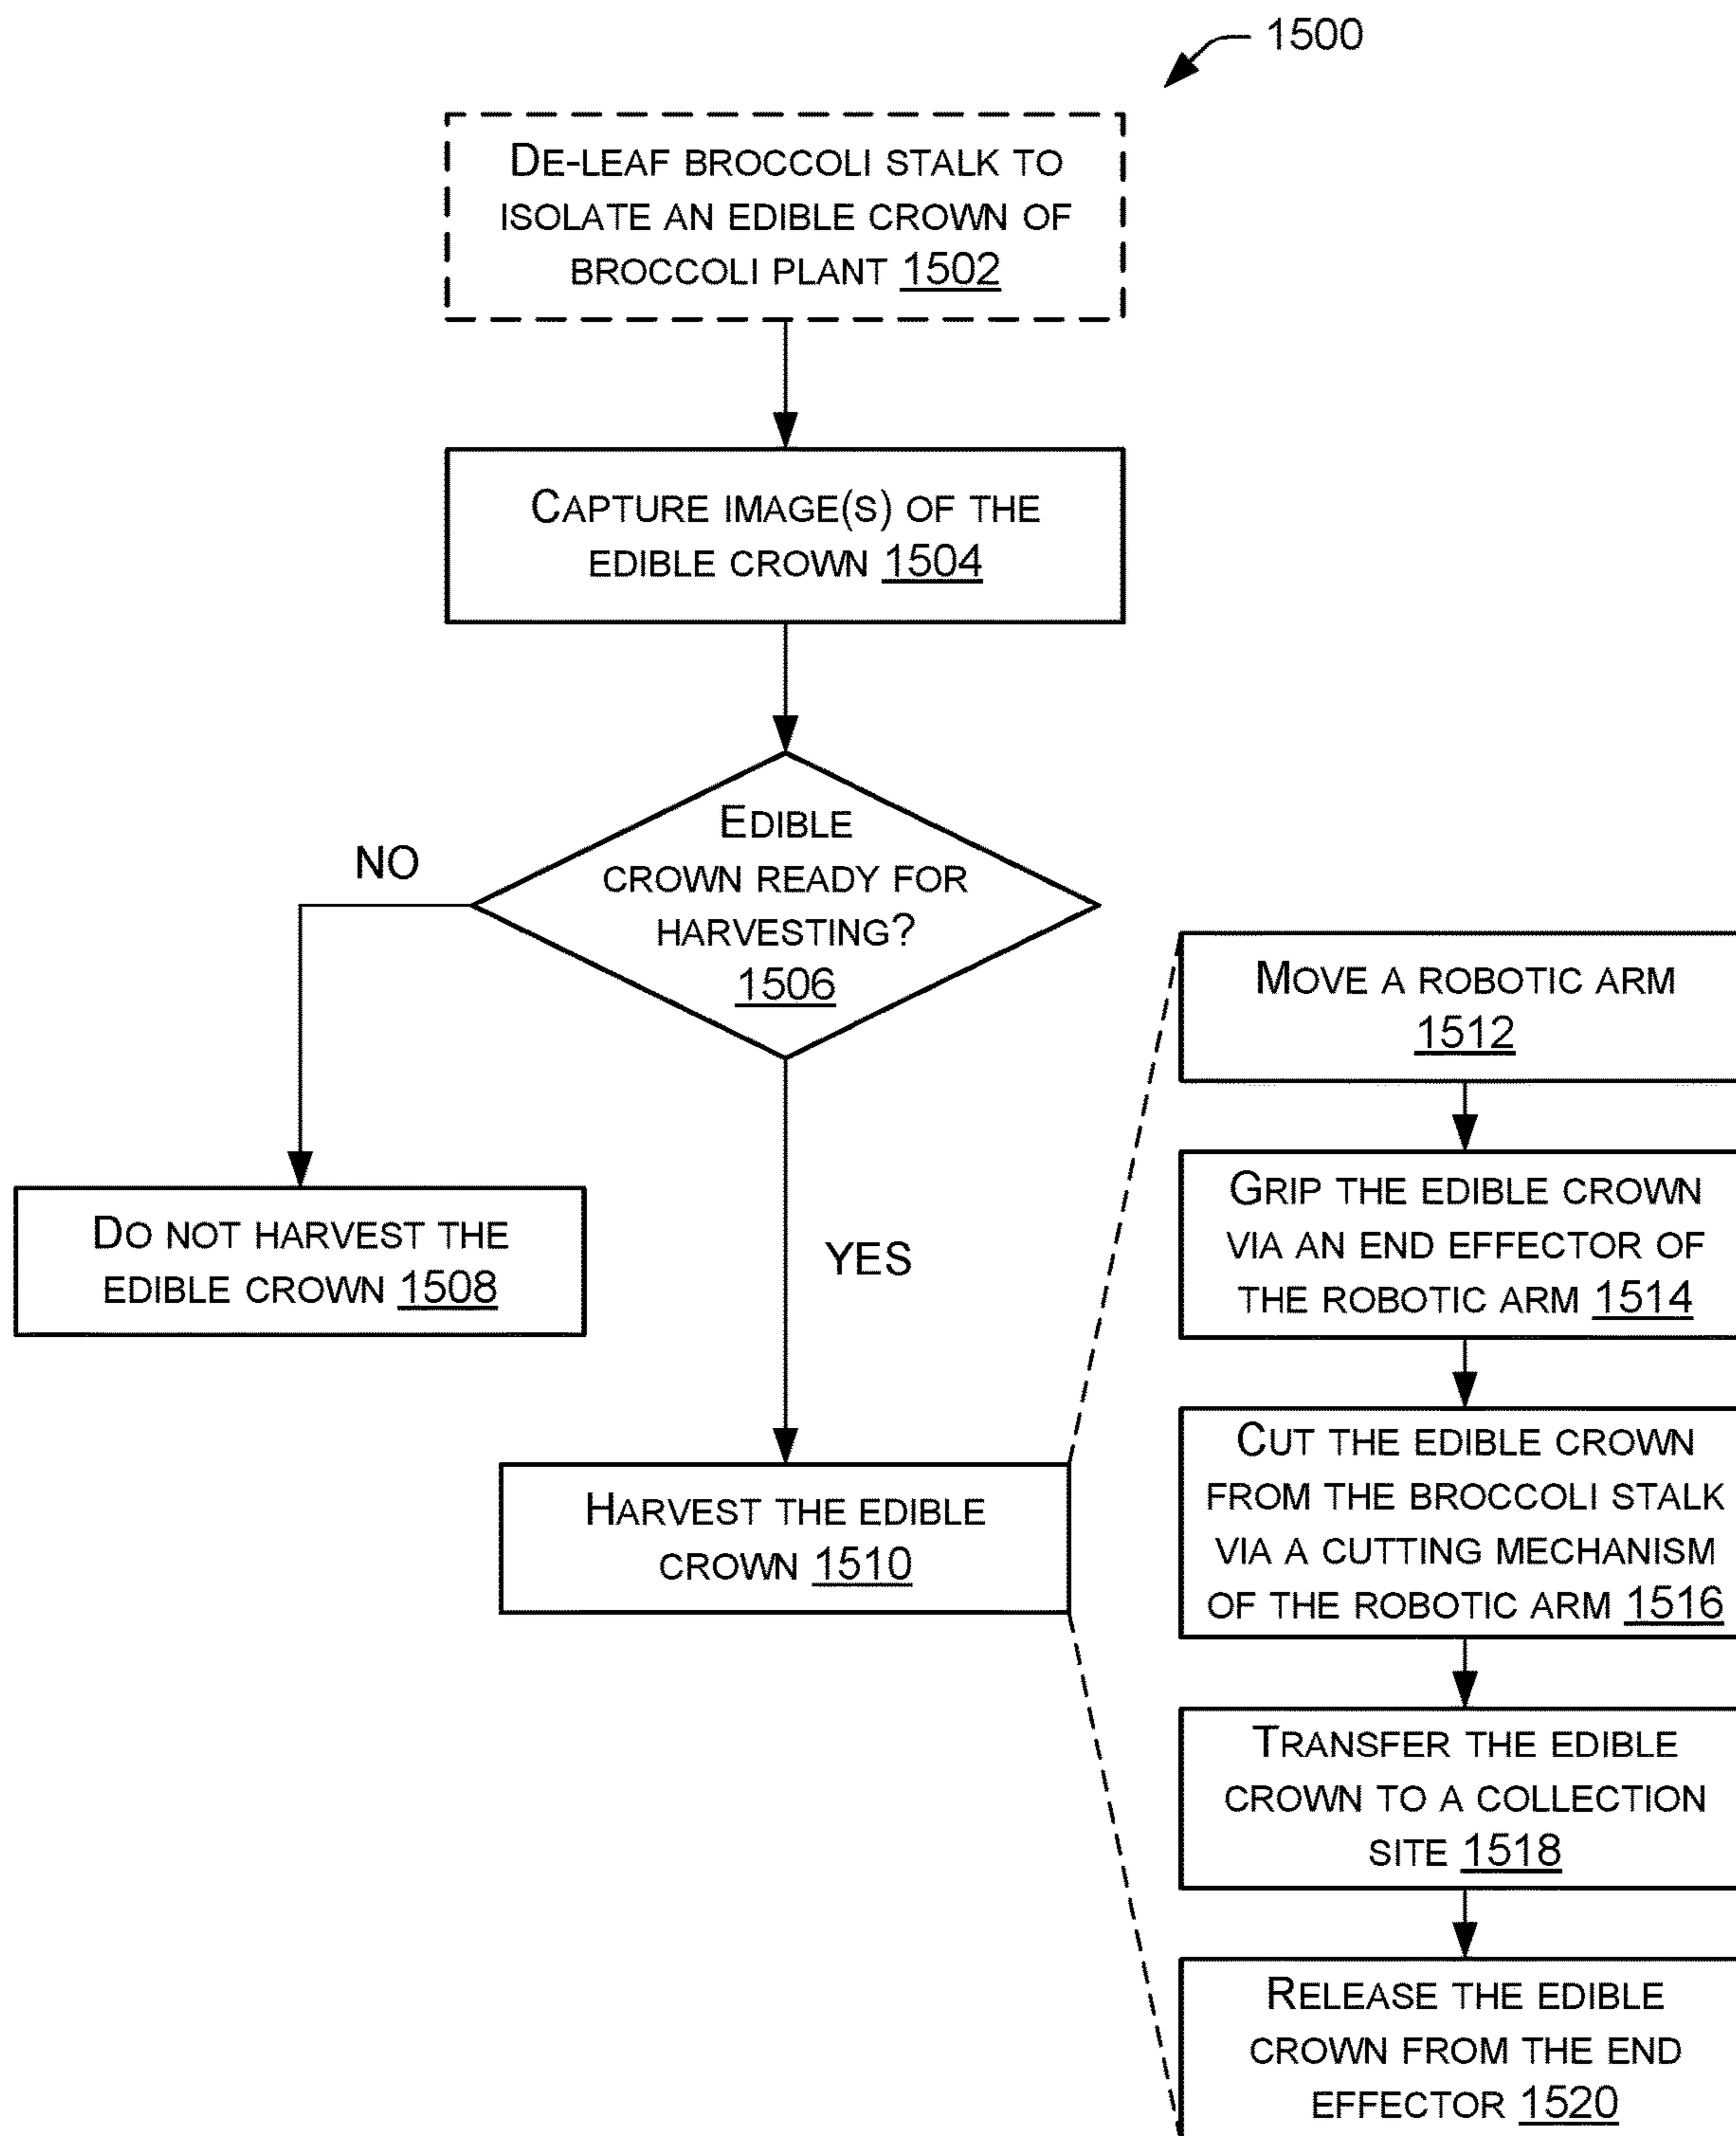 1500
DE-LEAF BROCCOLI STALK TO
ISOLATE AN EDIBLE CROWN OF
BROCCOLI PLANT 1502
CAPTURE IMAGE(S) OF THE
EDIBLE CROWN 1504
EDIBLE
CROWN READY FOR
HARVESTING?
1506
NO
DO NOT HARVEST THE
EDIBLE CROWN 1508
YES
HARVEST THE EDIBLE
CROWN 1510
MOVE A ROBOTIC ARM
1512
GRIP THE EDIBLE CROWN
VIA AN END EFFECTOR OF
THE ROBOTIC ARM 1514
CUT THE EDIBLE CROWN
FROM THE BROCCOLI STALK
VIA A CUTTING MECHANISM
OF THE ROBOTIC ARM 1516
TRANSFER THE EDIBLE
CROWN TO A COLLECTION
SITE 1518
RELEASE THE EDIBLE
CROWN FROM THE END
EFFECTOR 1520